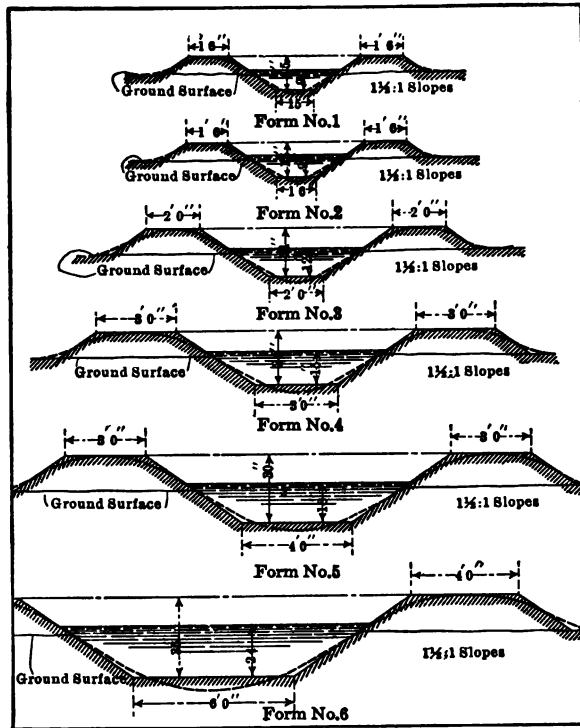 1' 6" 1' 6"
Ground Surface 15 1½:1 Slopes
Form No.1
1' 6" 1' 6"
Ground Surface 1' 6" 1½:1 Slopes
Form No.2
2' 0" 2' 0"
Ground Surface 2' 0" 1½:1 Slopes
Form No.3
3' 0" 3' 0"
Ground Surface 3' 0" 1½:1 Slopes
Form No.4
3' 0" 3' 0"
30"
Ground Surface 4' 0" 1½:1 Slopes
Form No.5
4' 0"
24
Ground Surface 6' 0" 1½:1 Slopes
Form No.6